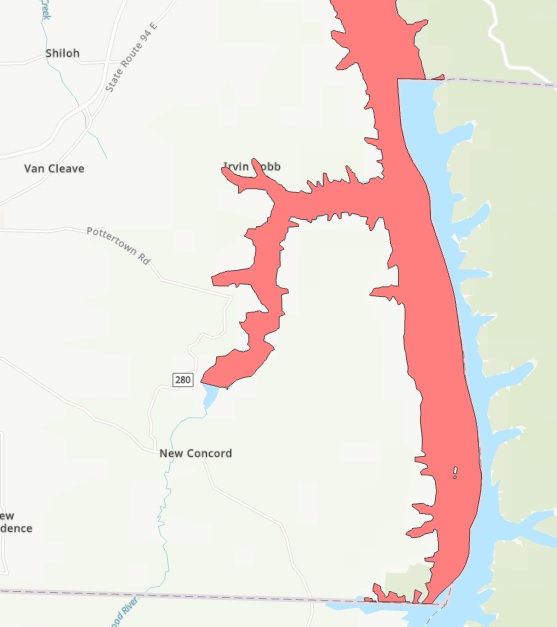 Creek
Shiloh
State Route 94 E
Van Cleave
Irvin Cobb
Pottertown Rd
280
New Concord
ew
dence
ood River